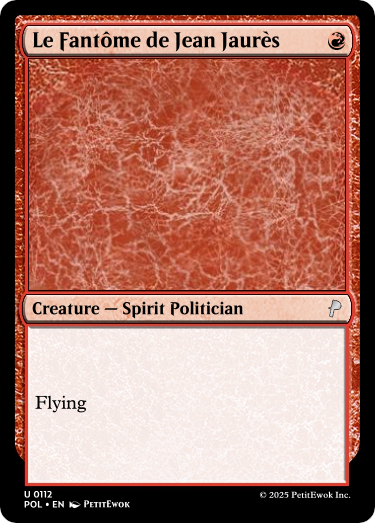 Le Fantôme de Jean Jaurès
Creature — Spirit Politician
Flying
U 0112
POL • EN PetitEwok
© 2025 PetitEwok Inc.